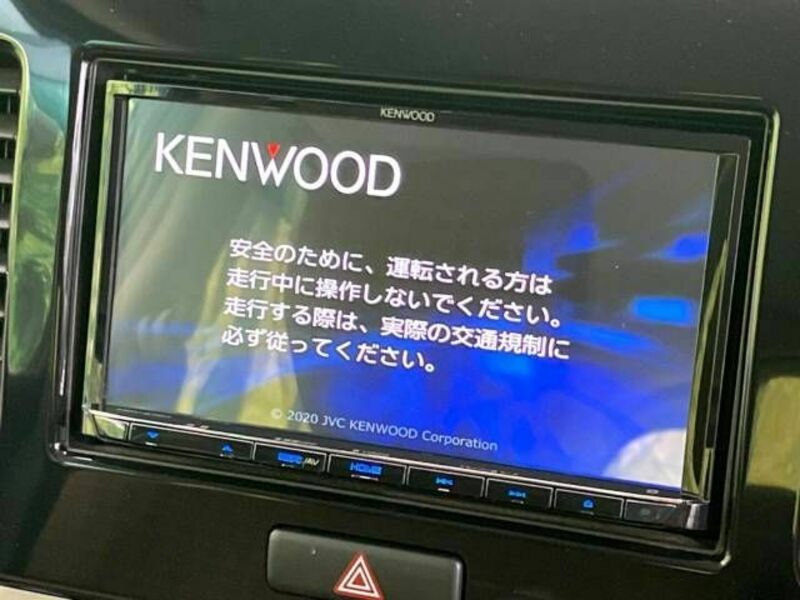 KENWOOD
KENWOOD
安全のために、運転される方は
走行中に操作しないでください。
走行する際は、実際の交通規制に
必ず従ってください。
© 2020 JVC KENWOOD Corporation
HOME